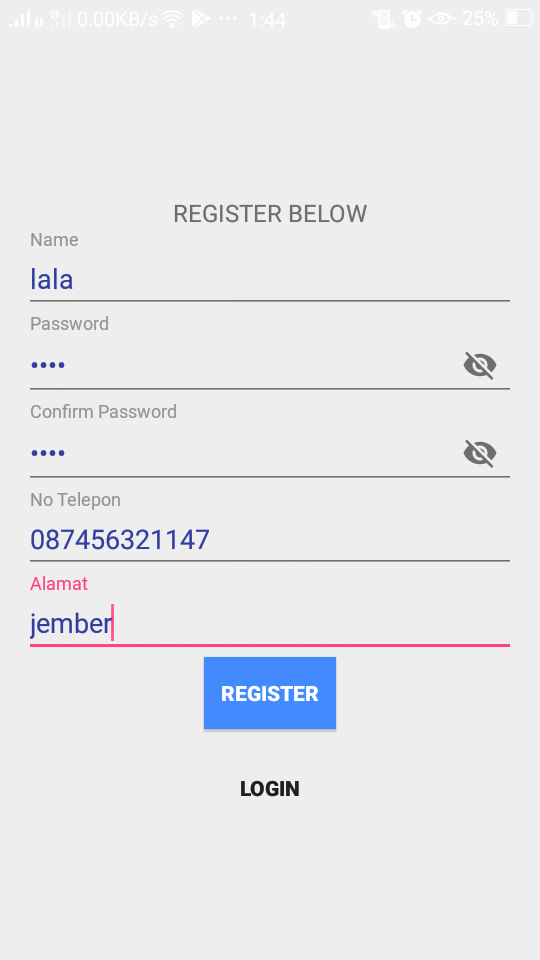 0.00KB/s 1:44 25%
REGISTER BELOW
Name
lala
Password
••••
Confirm Password
••••
No Telepon
087456321147
Alamat
jember
REGISTER
LOGIN